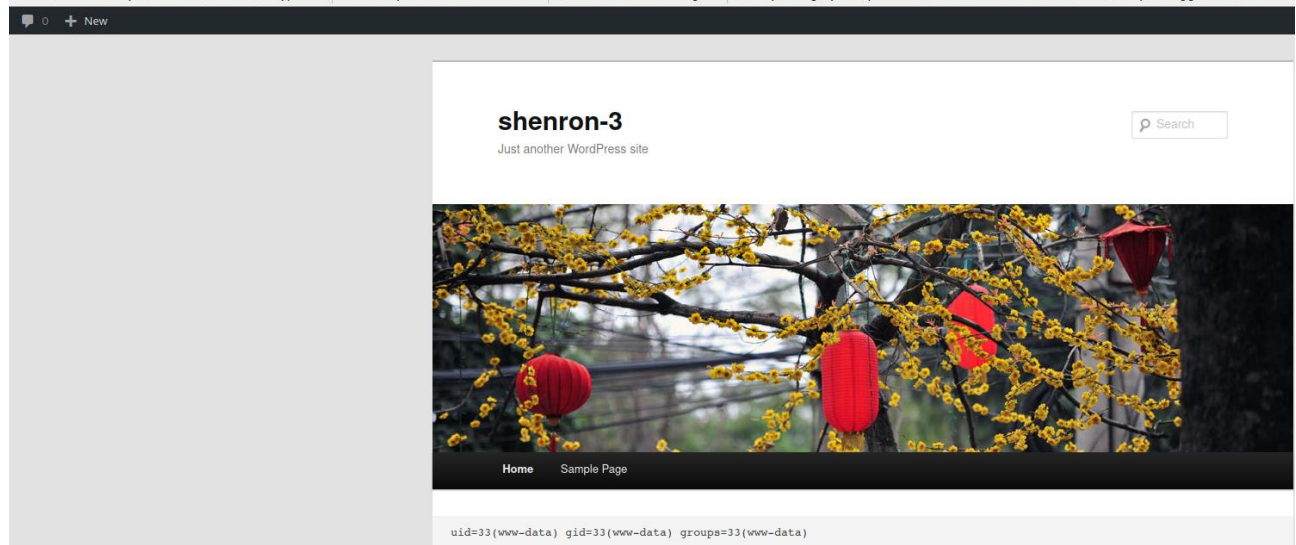 0 New
shenron-3
Search
Just another WordPress site
Home Sample Page
uid=33(www-data) gid=33(www-data) groups=33(www-data)